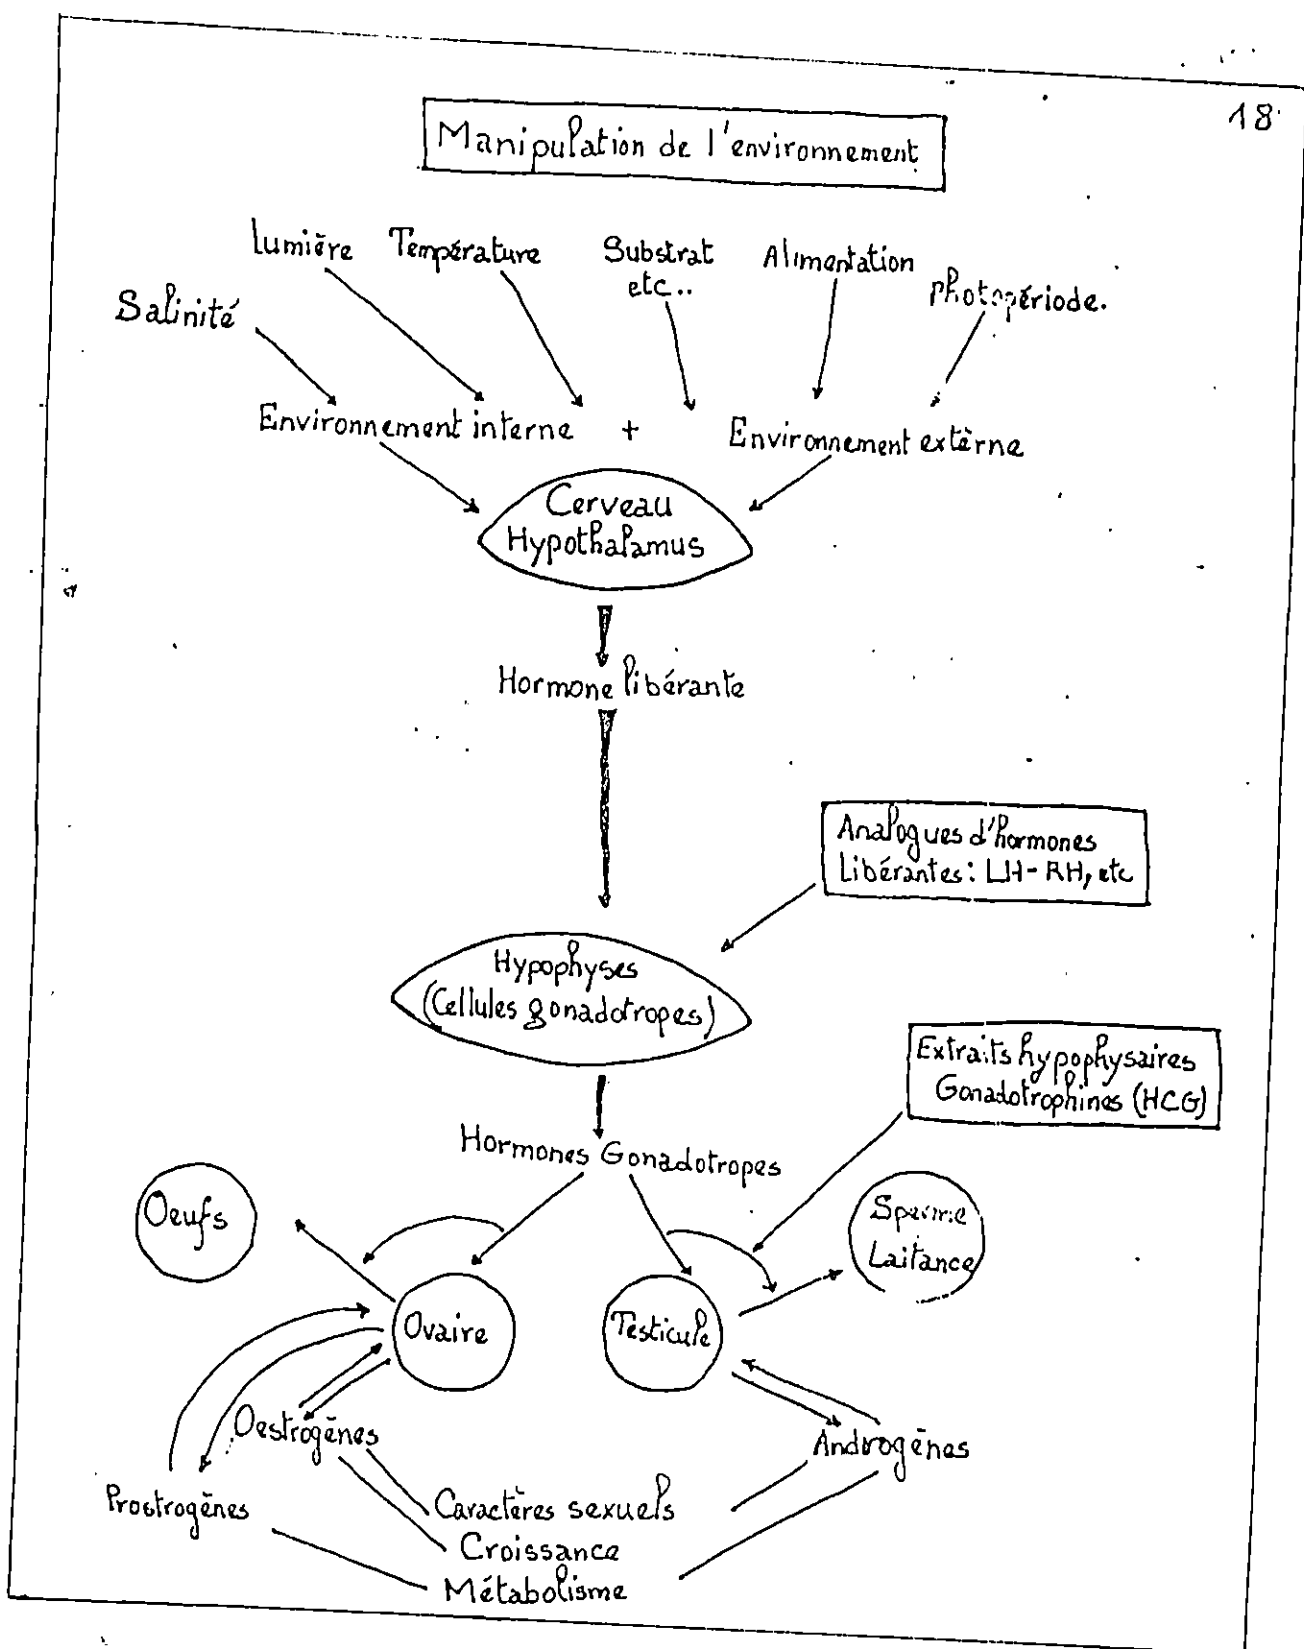 18
Manipulation de l'environnement
Lumière Température Substrat Alimentation
etc..
Salinité photopériode.
Environnement interne + Environnement extèrne
Cerveau
Hypothalamus
Hormone libérante
Analogues d'hormones
Libérantes: LH-RH, etc
Hypophyses
(Cellules gonadotropes)
Extraits hypophysaires
Gonadotrophines (HCG)
Hormones Gonadotropes
Oeufs
Sperme
Laitance
Ovaire Testicule
Oestrogènes Androgènes
Prostrogènes Caractères sexuels
Croissance
Métabolisme